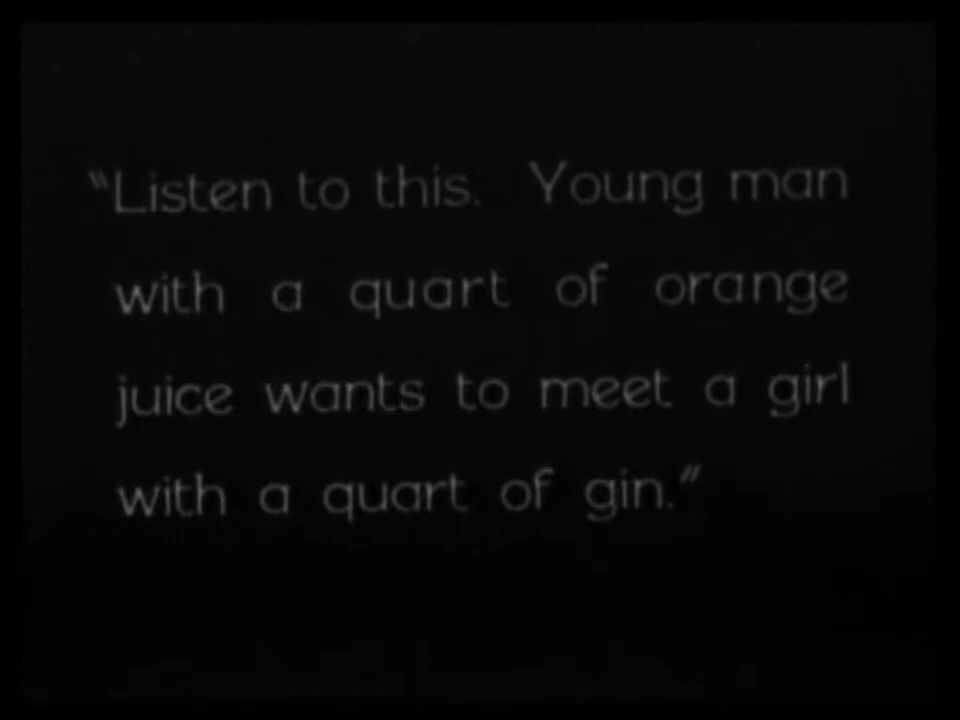 “Listen to this. Young man
with a quart of orange
juice wants to meet a girl
with a quart of gin.”